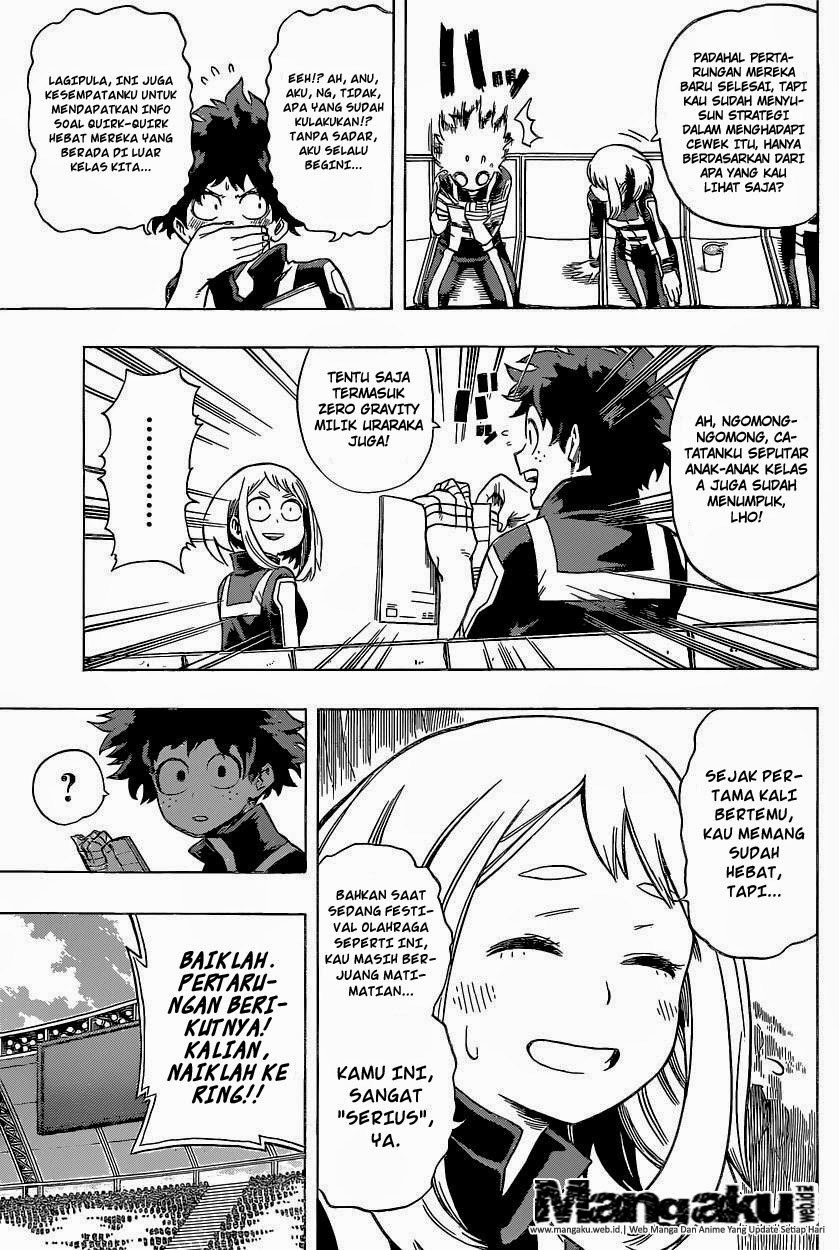 PADAHAL PERTA-
RUNGAN MEREKA
BARU SELESAI, TAPI
KAU SUDAH MENYU-
SUN STRATEGI
DALAM MENGHADAPI
CEWEK ITU, HANYA
BERDASARKAN DARI
APA YANG KAU
LIHAT SAJA?
EEH!? AH, ANU,
AKU, NG, TIDAK,
APA YANG SUDAH
KULAKUKAN!?
TANPA SADAR,
AKU SELALU
BEGINI...
LAGIPULA, INI JUGA
KESEMPATANKU UNTUK
MENDAPATKAN INFO
SOAL QUIRK-QUIRK
HEBAT MEREKA YANG
BERADA DI LUAR
KELAS KITA...
AH, NGOMONG-
NGOMONG, CA-
TATANKU SEPUTAR
ANAK-ANAK KELAS
A JUGA SUDAH
MENUMPUK,
LHO!
TENTU SAJA
TERMASUK
ZERO GRAVITY
MILIK URARAKA
JUGA!
.........
SEJAK PER-
TAMA KALI
BERTEMU,
KAU MEMANG
SUDAH
HEBAT,
TAPI...
BAHKAN SAAT
SEDANG FESTI-
VAL OLAHRAGA
SEPERTI INI,
KAU MASIH BER-
JUANG MATI-
MATIAN...
KAMU INI,
SANGAT
"SERIUS",
YA.
?
BAIKLAH.
PERTARU-
NGAN BERI-
KUTNYA!
KALIAN,
NAIKLAH KE
RING!!
Mangaku web.id™
www.mangaku.web.id.| Web Manga Dan Anime Yang Update Setiap Hari